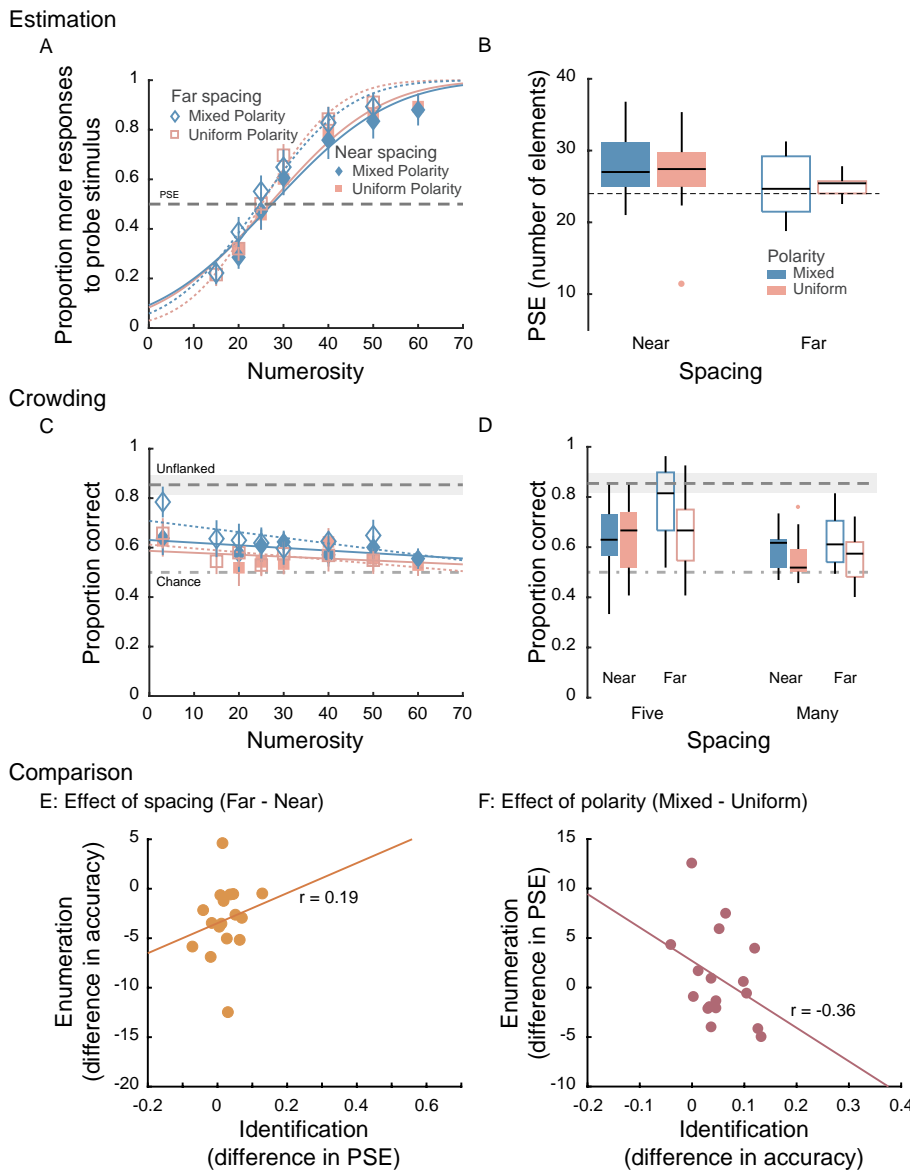 Estimation
A
Proportion more responses
to probe stimulus
1
0.8
0.6
0.4
0.2
0
Far spacing
Mixed Polarity
Uniform Polarity
Near spacing
Mixed Polarity
Uniform Polarity
PSE
0 10 20 30 40 50 60 70
Numerosity
B
PSE (number of elements)
40
30
20
10
Polarity
Mixed
Uniform
Near Far
Spacing
Crowding
C
Proportion correct
1
0.8
0.6
0.4
0.2
0
Unflanked
Chance
0 10 20 30 40 50 60 70
Numerosity
D
Proportion correct
1
0.8
0.6
0.4
0.2
0
Near Far Near Far
Five Many
Spacing
Comparison
E: Effect of spacing (Far - Near)
Enumeration
(difference in accuracy)
5
0
-5
-10
-15
-20
r = 0.19
-0.2 0 0.2 0.4 0.6
Identification
(difference in PSE)
F: Effect of polarity (Mixed - Uniform)
Enumeration
(difference in PSE)
15
10
5
0
-5
-10
r = -0.36
-0.2 -0.1 0 0.1 0.2 0.3 0.4
Identification
(difference in accuracy)